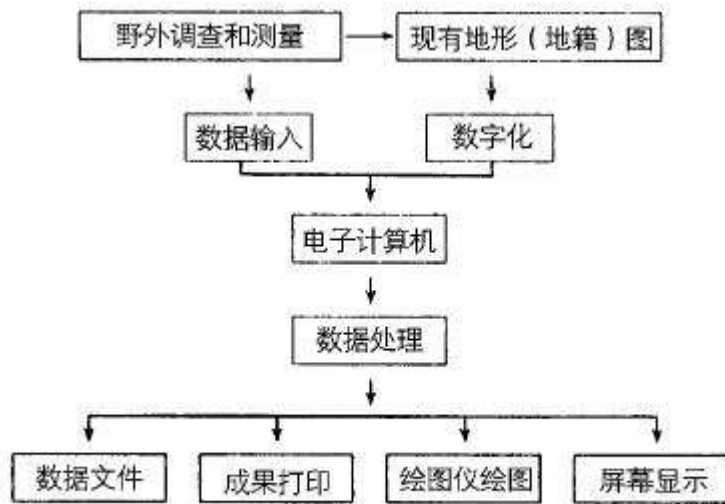 野外调查和测量
现有地形（地籍）图
数据输入
数字化
电子计算机
数据处理
数据文件
成果打印
绘图仪绘图
屏幕显示